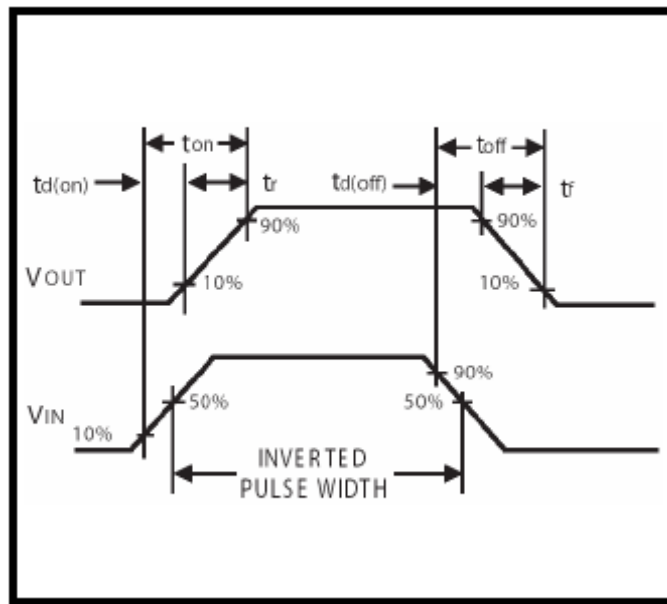 ton
toff
td(on)
tr
td(off)
tf
90%
90%
VOUT
10%
10%
90%
VIN
50%
50%
10%
INVERTED
PULSE WIDTH